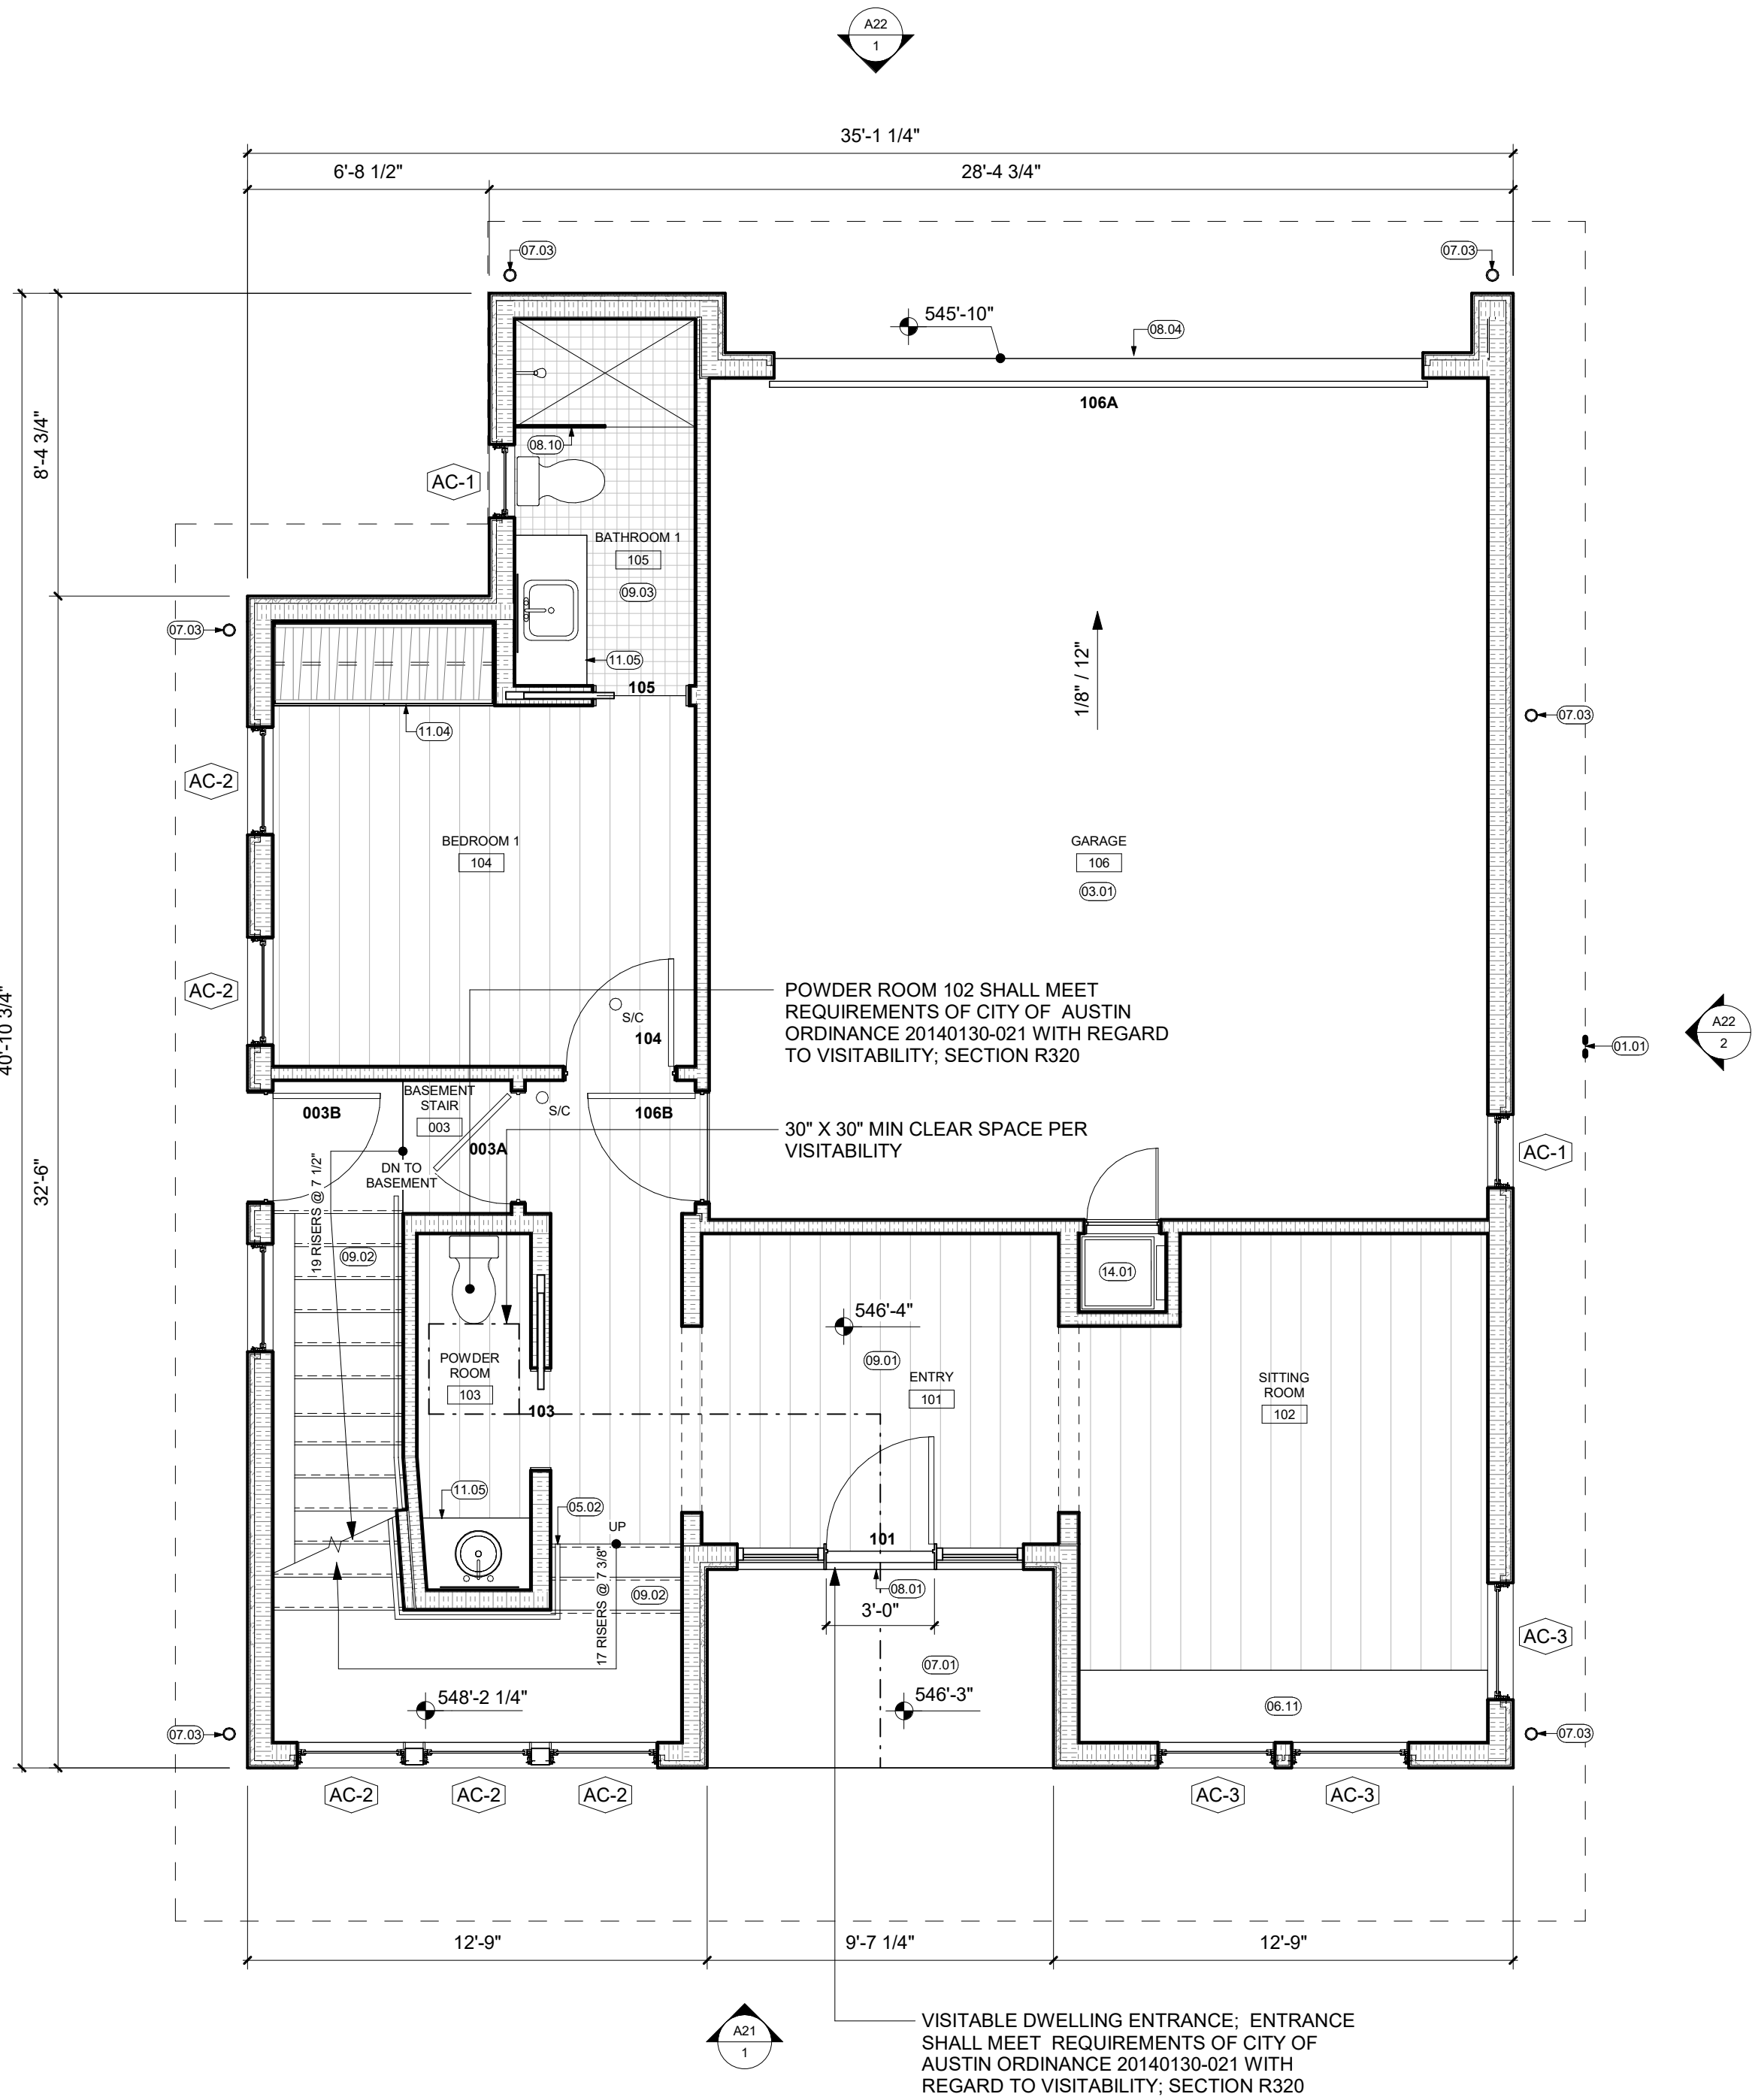 A22
1
35'-1 1/4"
6'-8 1/2"
28'-4 3/4"
07.03
07.03
545'-10"
08.04
106A
8'-4 3/4"
08.10
AC-1
BATHROOM 1
105
09.03
07.03
11.05
105
1/8" / 12"
07.03
11.04
AC-2
BEDROOM 1
104
GARAGE
106
03.01
AC-2
40'-10 3/4"
POWDER ROOM 102 SHALL MEET
REQUIREMENTS OF CITY OF AUSTIN
ORDINANCE 20140130-021 WITH REGARD
TO VISITABILITY; SECTION R320
S/C
104
A22
2
01.01
BASEMENT
STAIR
003
003B
S/C
106B
003A
30" X 30" MIN CLEAR SPACE PER
VISITABILITY
AC-1
DN TO
BASEMENT
32'-6"
19 RISERS @ 7 1/2"
09.02
14.01
546'-4"
09.01
POWDER
ROOM
103
ENTRY
101
SITTING
ROOM
102
103
11.05
05.02
UP
101
17 RISERS @ 7 3/8"
09.02
08.01
3'-0"
AC-3
07.01
548'-2 1/4"
546'-3"
06.11
07.03
07.03
AC-2
AC-2
AC-2
AC-3
AC-3
12'-9"
9'-7 1/4"
12'-9"
A21
1
VISITABLE DWELLING ENTRANCE; ENTRANCE
SHALL MEET REQUIREMENTS OF CITY OF
AUSTIN ORDINANCE 20140130-021 WITH
REGARD TO VISITABILITY; SECTION R320